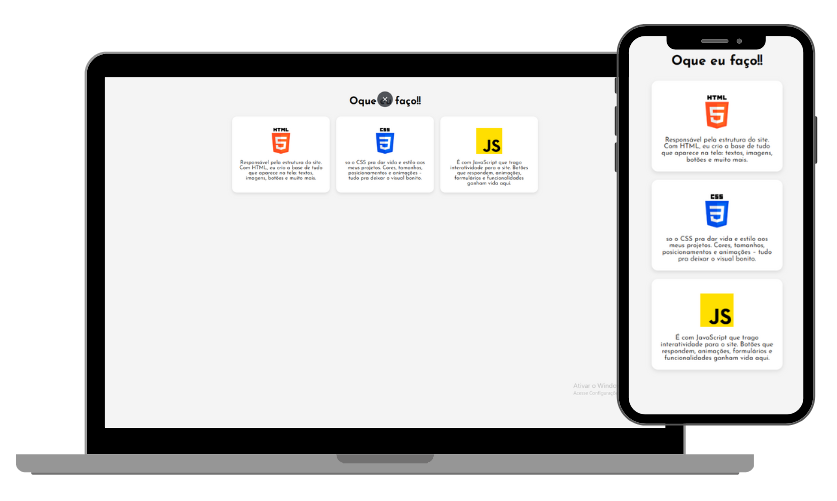 Oque faço!!
HTML
5
Responsável pela estrutura do site.
Com HTML, eu crio a base de tudo
que aparece na tela: textos,
imagens, botões e muito mais.
CSS
3
so o CSS pra dar vida e estilo aos
meus projetos. Cores, tamanhos,
posicionamentos e animações –
tudo pra deixar o visual bonito.
JS
É com JavaScript que trago
interatividade para o site. Botões
que respondem, animações,
formulários e funcionalidades
ganham vida aqui.
Ativar o Windo
Acesse Configuraç
Oque eu faço!!
HTML
5
Responsável pela estrutura do site.
Com HTML, eu crio a base de tudo
que aparece na tela: textos, imagens,
botões e muito mais.
CSS
3
so o CSS pra dar vida e estilo aos
meus projetos. Cores, tamanhos,
posicionamentos e animações – tudo
pra deixar o visual bonito.
JS
É com JavaScript que trago
interatividade para o site. Botões que
respondem, animações, formulários e
funcionalidades ganham vida aqui.